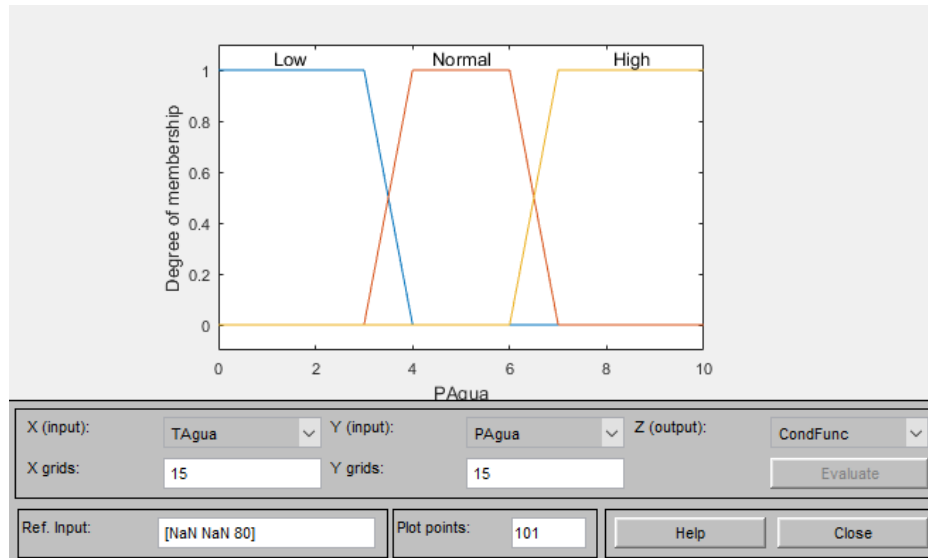 Low Normal High
1
0.8
0.6
0.4
0.2
0
Degree of membership
0 2 4 6 8 10
PAgua
X (input): TAgua Y (input): PAgua Z (output): CondFunc
X grids: 15 Y grids: 15 Evaluate
Ref. Input: [NaN NaN 80] Plot points: 101 Help Close